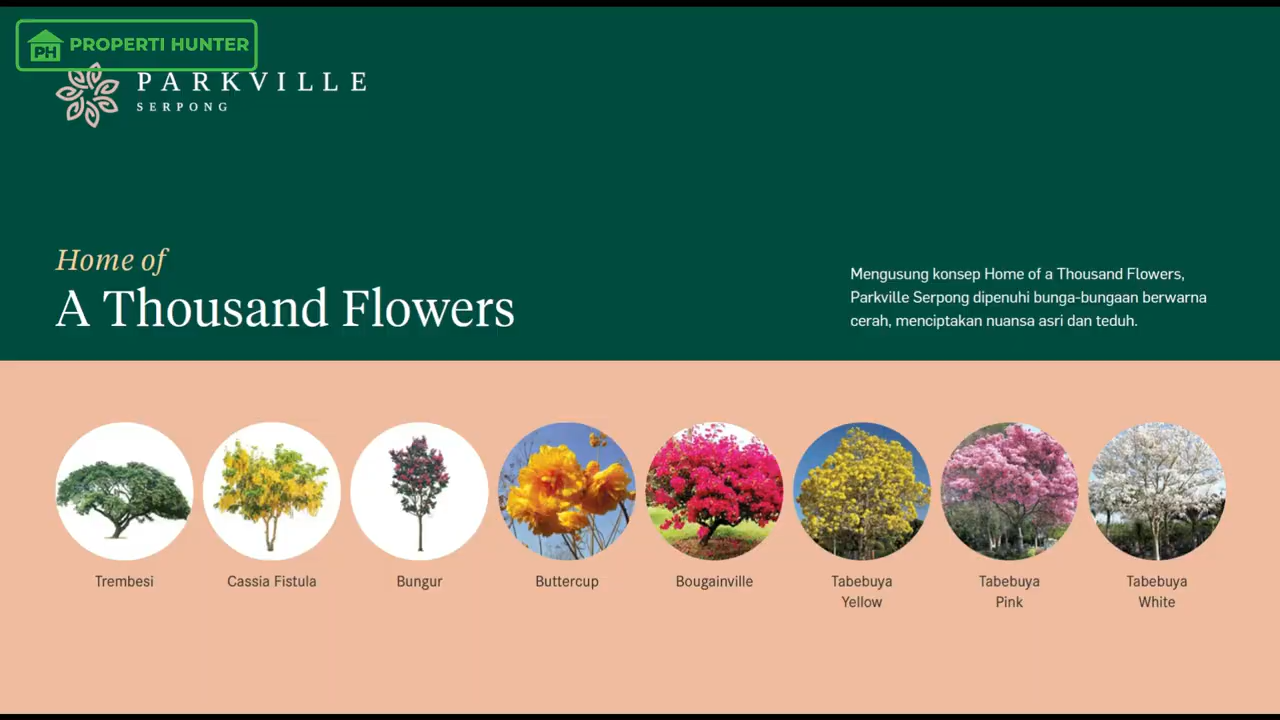 PH PROPERTI HUNTER
PARKVILLE
SERPONG
Home of
A Thousand Flowers
Mengusung konsep Home of a Thousand Flowers,
Parkville Serpong dipenuhi bunga-bungaan berwarna
cerah, menciptakan nuansa asri dan teduh.
Trembesi
Cassia Fistula
Bungur
Buttercup
Bougainville
Tabebuya
Yellow
Tabebuya
Pink
Tabebuya
White